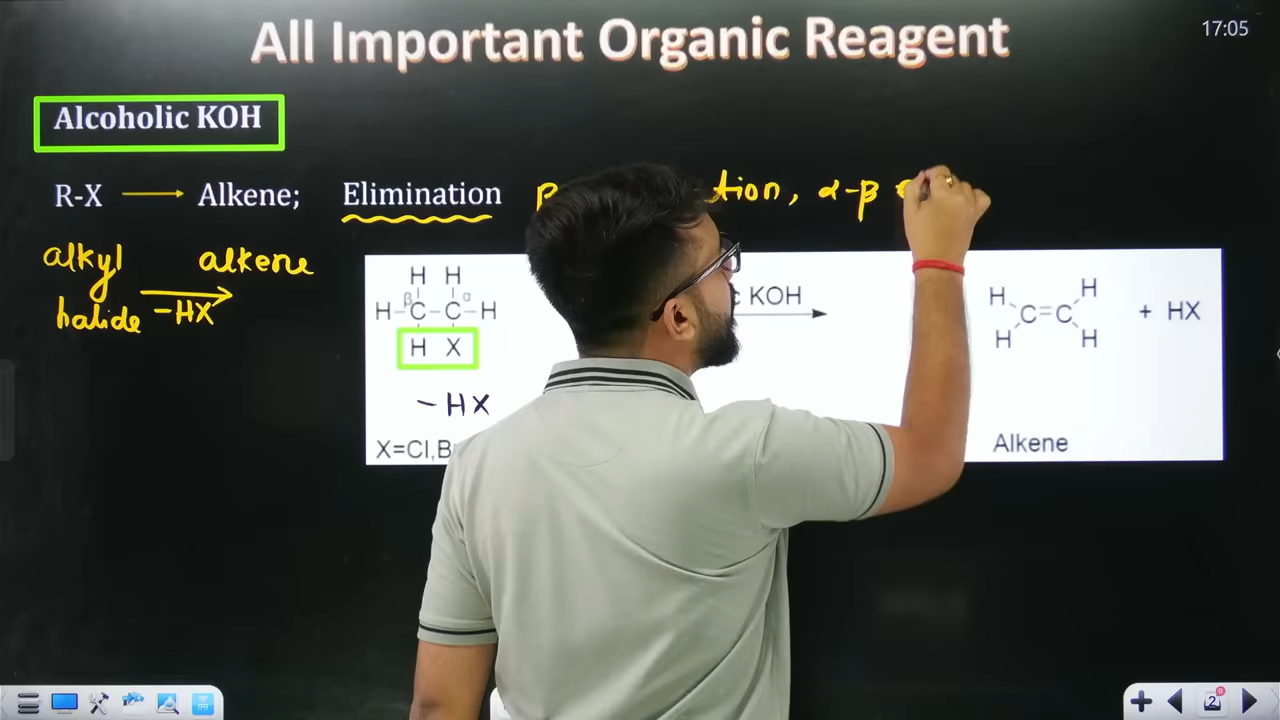 All Important Organic Reagent
17:05
Alcoholic KOH
R-X → Alkene; Elimination , α-β
alkyl halide −HX → alkene
H H
H-C-C-H
β α
H X
-HX
KOH
H H
C=C
H H
+ HX
X=Cl,B
Alkene
2